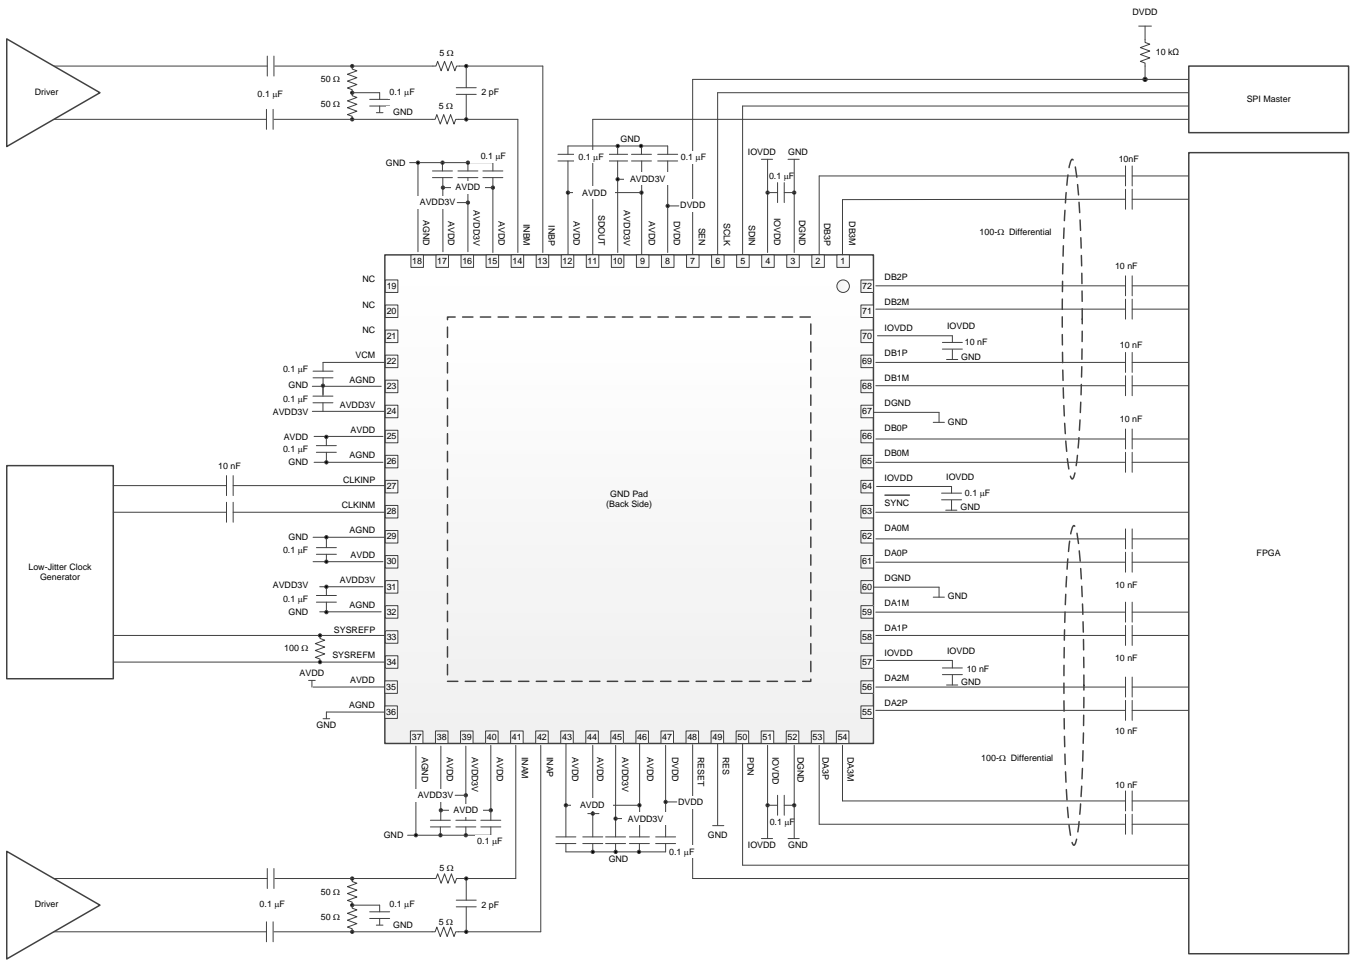 DVDD
10 kΩ
SPI Master
Driver
0.1 µF
50 Ω
50 Ω
0.1 µF
GND
5 Ω
5 Ω
2 pF
GND
0.1 µF
AVDD
AVDD3V
GND
0.1 µF
0.1 µF
AVDD3V
AVDD
DVDD
IOVDD
GND
0.1 µF
AGND
AVDD
AVDD3V
AVDD
INBM
INBP
AVDD
SDOUT
AVDD3V
AVDD
DVDD
SEN
SCLK
SDIN
IOVDD
DGND
DB3P
DB3M
18
17
16
15
14
13
12
11
10
9
8
7
6
5
4
3
2
1
10nF
100-Ω Differential
NC
19
NC
20
NC
21
VCM
22
0.1 µF
GND
AGND
23
0.1 µF
AVDD3V
AVDD3V
24
AVDD
AVDD
25
0.1 µF
GND
AGND
26
10 nF
CLKINP
27
CLKINM
28
GND
AGND
29
0.1 µF
AVDD
30
AVDD3V
AVDD3V
31
0.1 µF
GND
AGND
32
SYSREFP
33
100 Ω
SYSREFM
34
AVDD
AVDD
35
AGND
36
GND
Low-Jitter Clock
Generator
GND Pad
(Back Side)
72
DB2P
10 nF
71
DB2M
70
IOVDD
IOVDD
10 nF
GND
69
DB1P
10 nF
68
DB1M
67
DGND
GND
66
DB0P
10 nF
65
DB0M
64
IOVDD
IOVDD
0.1 µF
GND
63
SYNC
62
DA0M
61
DA0P
10 nF
60
DGND
GND
59
DA1M
58
DA1P
10 nF
57
IOVDD
IOVDD
10 nF
GND
56
DA2M
55
DA2P
10 nF
FPGA
100-Ω Differential
10 nF
37
38
39
40
41
42
43
44
45
46
47
48
49
50
51
52
53
54
AGND
AVDD
AVDD3V
AVDD
INAM
INAP
AVDD
AVDD
AVDD3V
AVDD
DVDD
RESET
RES
PDN
IOVDD
DGND
DA3P
DA3M
AVDD3V
AVDD
GND
0.1 µF
AVDD
AVDD3V
DVDD
GND
0.1 µF
GND
0.1 µF
IOVDD
GND
Driver
0.1 µF
50 Ω
50 Ω
0.1 µF
GND
5 Ω
5 Ω
2 pF